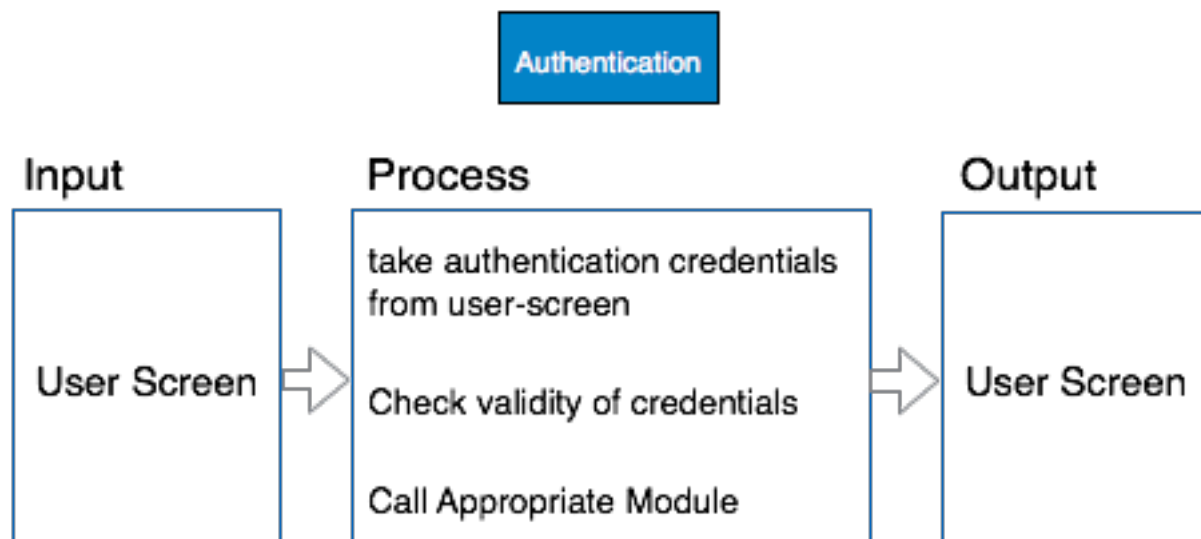 Authentication
Input
Process
Output
User Screen
take authentication credentials
from user-screen
Check validity of credentials
Call Appropriate Module
User Screen